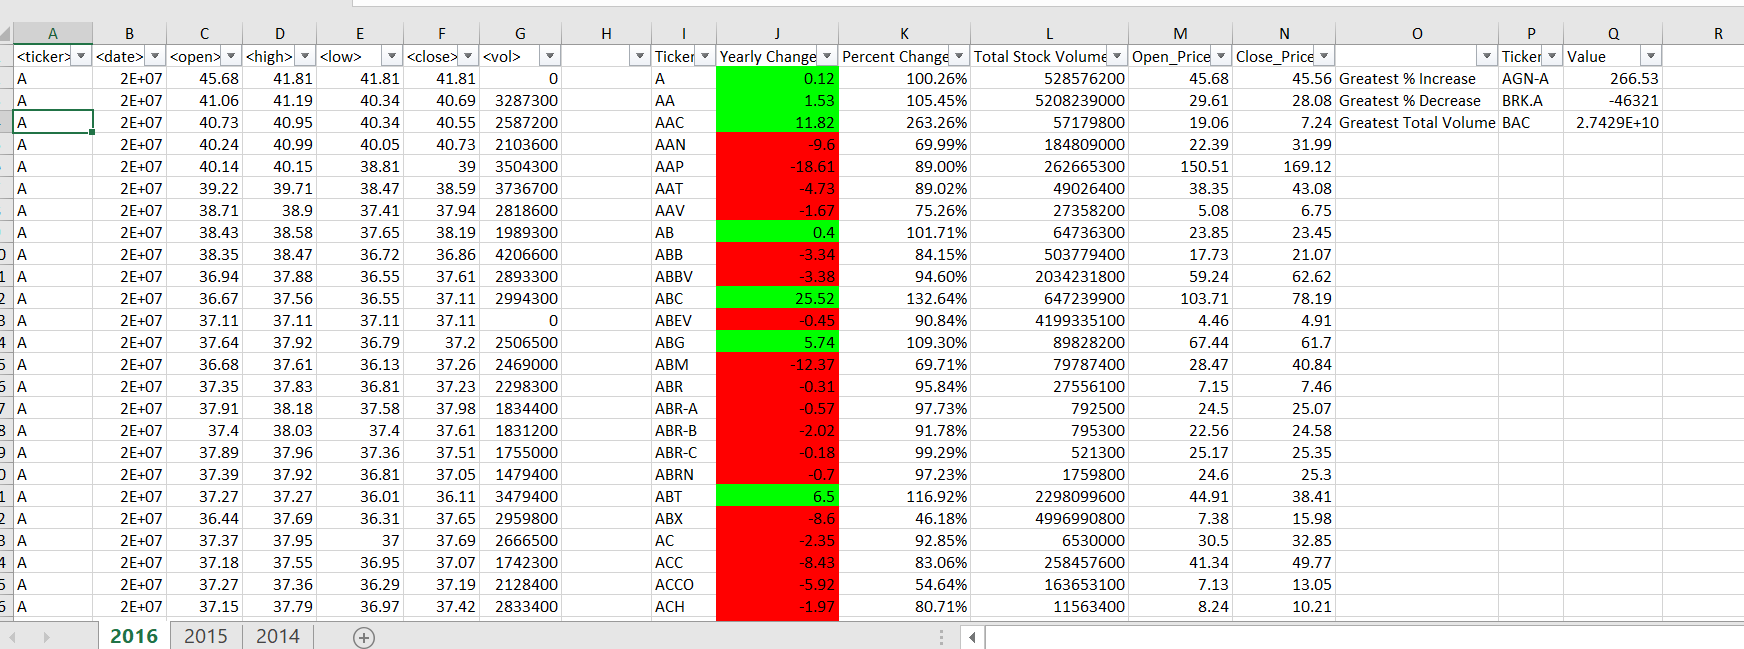 A B C D E F G H I J K L M N O P Q R
<ticker> <date> <open> <high> <low> <close> <vol> Ticker Yearly Change Percent Change Total Stock Volume Open_Price Close_Price Ticker Value
A 2E+07 45.68 41.81 41.81 41.81 0 A 0.12 100.26% 528576200 45.68 45.56 Greatest % Increase AGN-A 266.53
A 2E+07 41.06 41.19 40.34 40.69 3287300 AA 1.53 105.45% 5208239000 29.61 28.08 Greatest % Decrease BRK.A -46321
A 2E+07 40.73 40.95 40.34 40.55 2587200 AAC 11.82 263.26% 57179800 19.06 7.24 Greatest Total Volume BAC 2.7429E+10
A 2E+07 40.24 40.99 40.05 40.73 2103600 AAN -9.6 69.99% 184809000 22.39 31.99
A 2E+07 40.14 40.15 38.81 39 3504300 AAP -18.61 89.00% 262665300 150.51 169.12
A 2E+07 39.22 39.71 38.47 38.59 3736700 AAT -4.73 89.02% 49026400 38.35 43.08
A 2E+07 38.71 38.9 37.41 37.94 2818600 AAV -1.67 75.26% 27358200 5.08 6.75
A 2E+07 38.43 38.58 37.65 38.19 1989300 AB 0.4 101.71% 64736300 23.85 23.45
A 2E+07 38.35 38.47 36.72 36.86 4206600 ABB -3.34 84.15% 503779400 17.73 21.07
A 2E+07 36.94 37.88 36.55 37.61 2893300 ABBV -3.38 94.60% 2034231800 59.24 62.62
A 2E+07 36.67 37.56 36.55 37.11 2994300 ABC 25.52 132.64% 647239900 103.71 78.19
A 2E+07 37.11 37.11 37.11 37.11 0 ABEV -0.45 90.84% 4199335100 4.46 4.91
A 2E+07 37.64 37.92 36.79 37.2 2506500 ABG 5.74 109.30% 89828200 67.44 61.7
A 2E+07 36.68 37.61 36.13 37.26 2469000 ABM -12.37 69.71% 79787400 28.47 40.84
A 2E+07 37.35 37.83 36.81 37.23 2298300 ABR -0.31 95.84% 27556100 7.15 7.46
A 2E+07 37.91 38.18 37.58 37.98 1834400 ABR-A -0.57 97.73% 792500 24.5 25.07
A 2E+07 37.4 38.03 37.4 37.61 1831200 ABR-B -2.02 91.78% 795300 22.56 24.58
A 2E+07 37.89 37.96 37.36 37.51 1755000 ABR-C -0.18 99.29% 521300 25.17 25.35
A 2E+07 37.39 37.92 36.81 37.05 1479400 ABRN -0.7 97.23% 1759800 24.6 25.3
A 2E+07 37.27 37.27 36.01 36.11 3479400 ABT 6.5 116.92% 2298099600 44.91 38.41
A 2E+07 36.44 37.69 36.31 37.65 2959800 ABX -8.6 46.18% 4996990800 7.38 15.98
A 2E+07 37.37 37.95 37 37.69 2666500 AC -2.35 92.85% 6530000 30.5 32.85
A 2E+07 37.18 37.55 36.95 37.07 1742300 ACC -8.43 83.06% 258457600 41.34 49.77
A 2E+07 37.27 37.36 36.29 37.19 2128400 ACCO -5.92 54.64% 163653100 7.13 13.05
A 2E+07 37.15 37.79 36.97 37.42 2833400 ACH -1.97 80.71% 11563400 8.24 10.21
2016 2015 2014